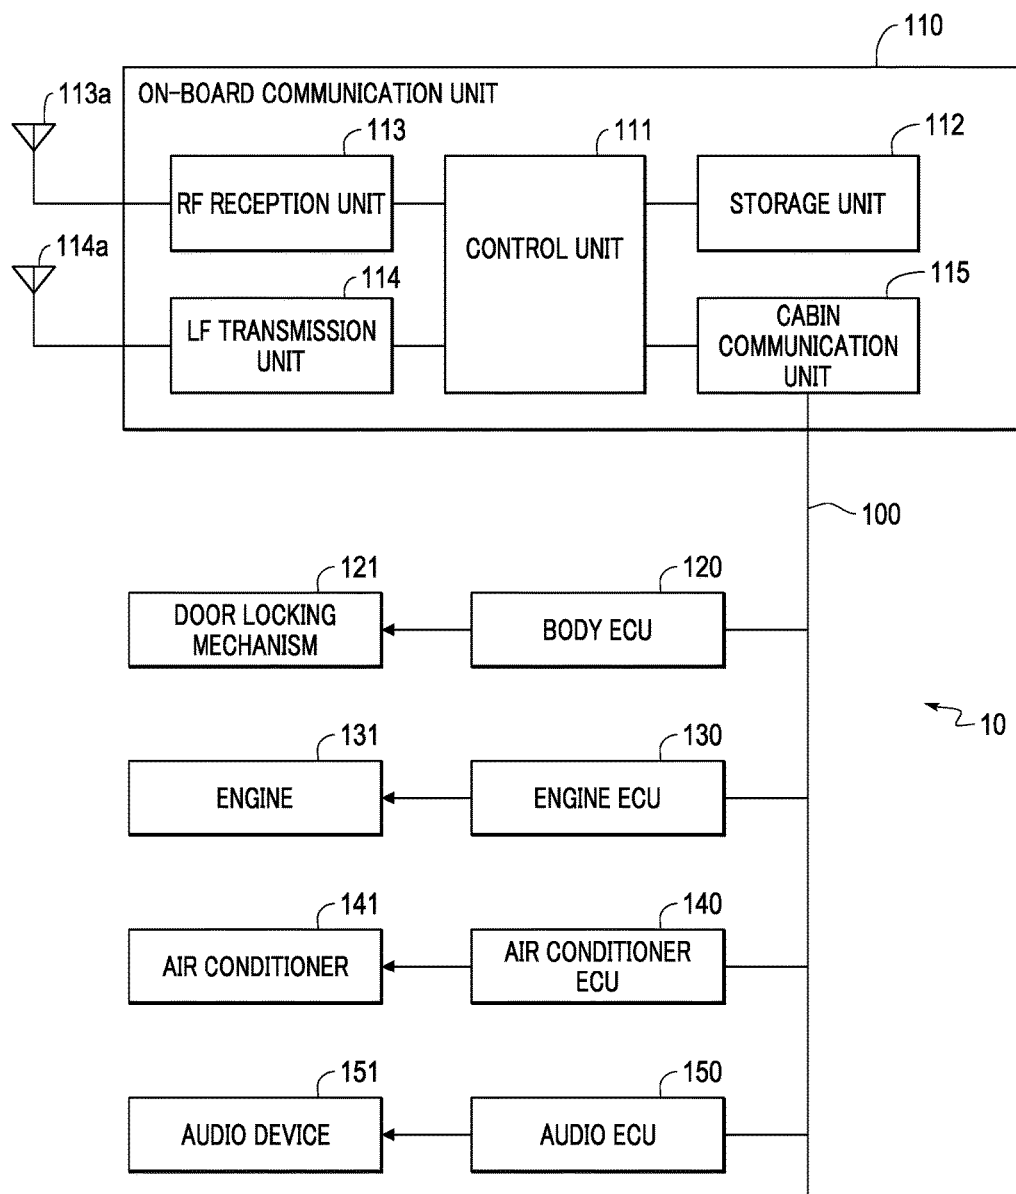 110
113a
ON-BOARD COMMUNICATION UNIT
113
111
112
RF RECEPTION UNIT
CONTROL UNIT
STORAGE UNIT
114a
114
115
LF TRANSMISSION
UNIT
CABIN
COMMUNICATION
UNIT
100
121
120
DOOR LOCKING
MECHANISM
BODY ECU
10
131
130
ENGINE
ENGINE ECU
141
140
AIR CONDITIONER
AIR CONDITIONER
ECU
151
150
AUDIO DEVICE
AUDIO ECU